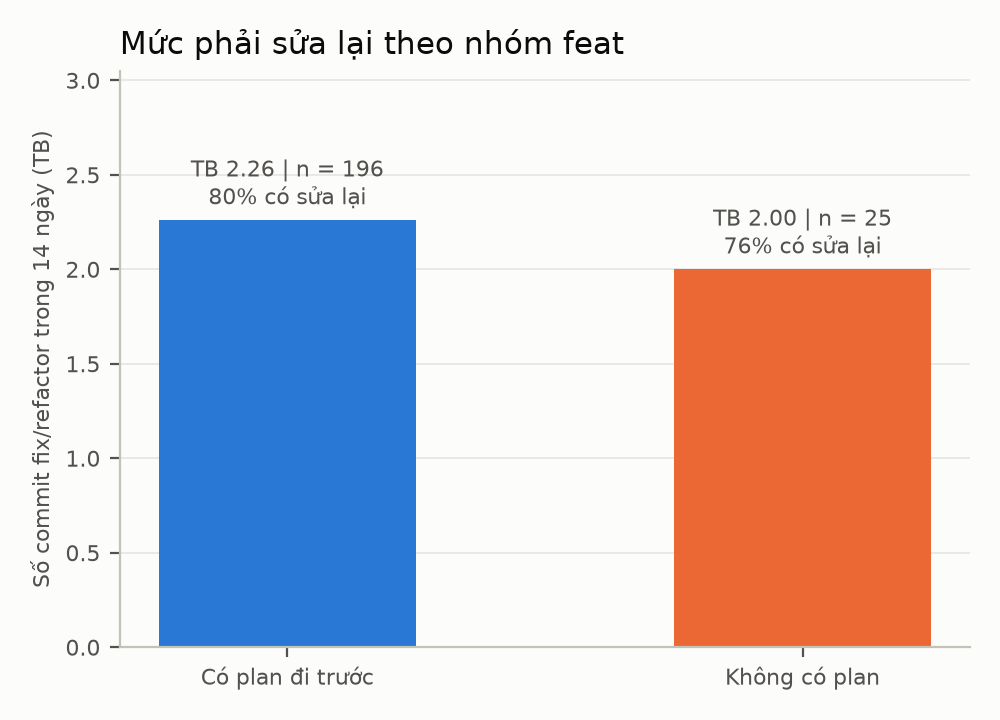 Mức phải sửa lại theo nhóm feat
Số commit fix/refactor trong 14 ngày (TB)
3.0
2.5
2.0
1.5
1.0
0.5
0.0
TB 2.26 | n = 196
80% có sửa lại
TB 2.00 | n = 25
76% có sửa lại
Có plan đi trước
Không có plan